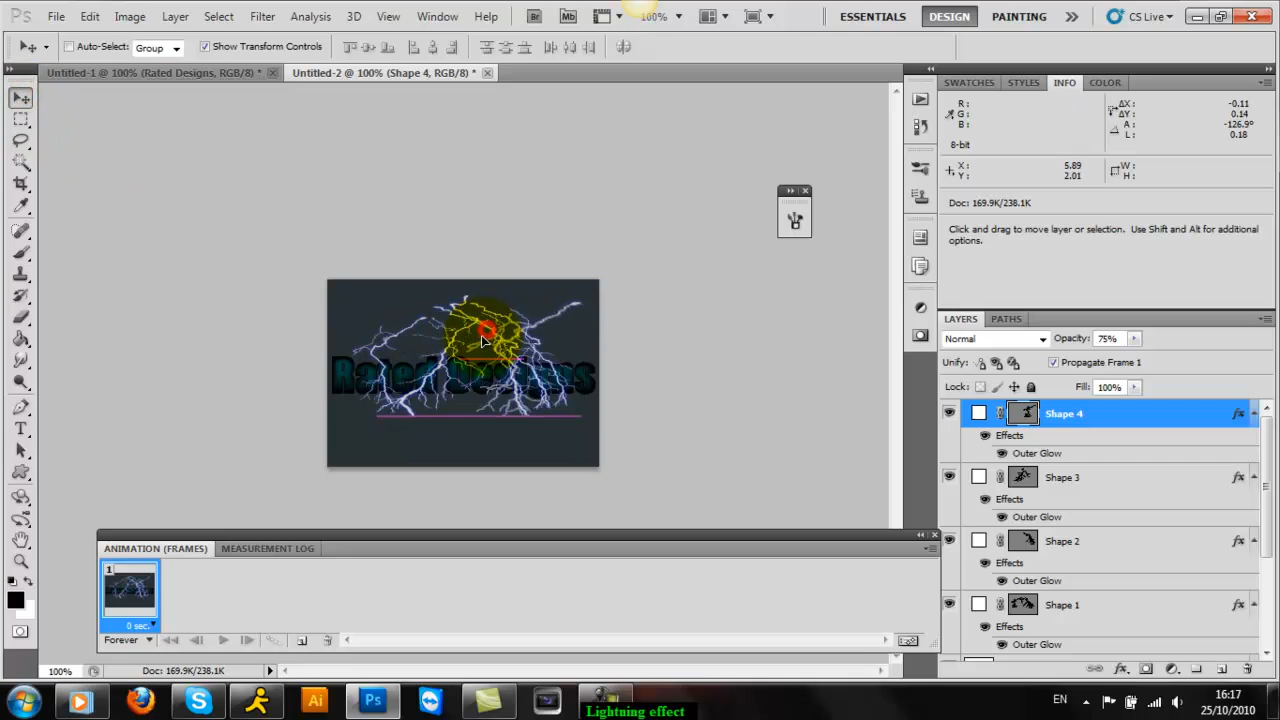 Ps File Edit Image Layer Select Filter Analysis 3D View Window Help Br Mb 100% ESSENTIALS DESIGN PAINTING CS Live
Auto-Select: Group Show Transform Controls
Untitled-1 @ 100% (Rated Designs, RGB/8) * Untitled-2 @ 100% (Shape 4, RGB/8) *
SWATCHES STYLES INFO COLOR
R: ΔX: -0.11
G: ΔY: 0.14
B: A: -126.9°
L: 0.18
8-bit
X: 5.89 W:
Y: 2.01 H:
Doc: 169.9K/238.1K
Click and drag to move layer or selection. Use Shift and Alt for additional
options.
LAYERS PATHS
Normal Opacity: 75%
Unify: Propagate Frame 1
Lock: Fill: 100%
Shape 4 fx
Effects
Outer Glow
Shape 3 fx
Effects
Outer Glow
Shape 2 fx
Effects
Outer Glow
Shape 1 fx
Effects
Outer Glow
Rated Designs
ANIMATION (FRAMES) MEASUREMENT LOG
1
0 sec.
Forever
100% Doc: 169.9K/238.1K
Ai Ps EN 16:17
25/10/2010
Lightning effect